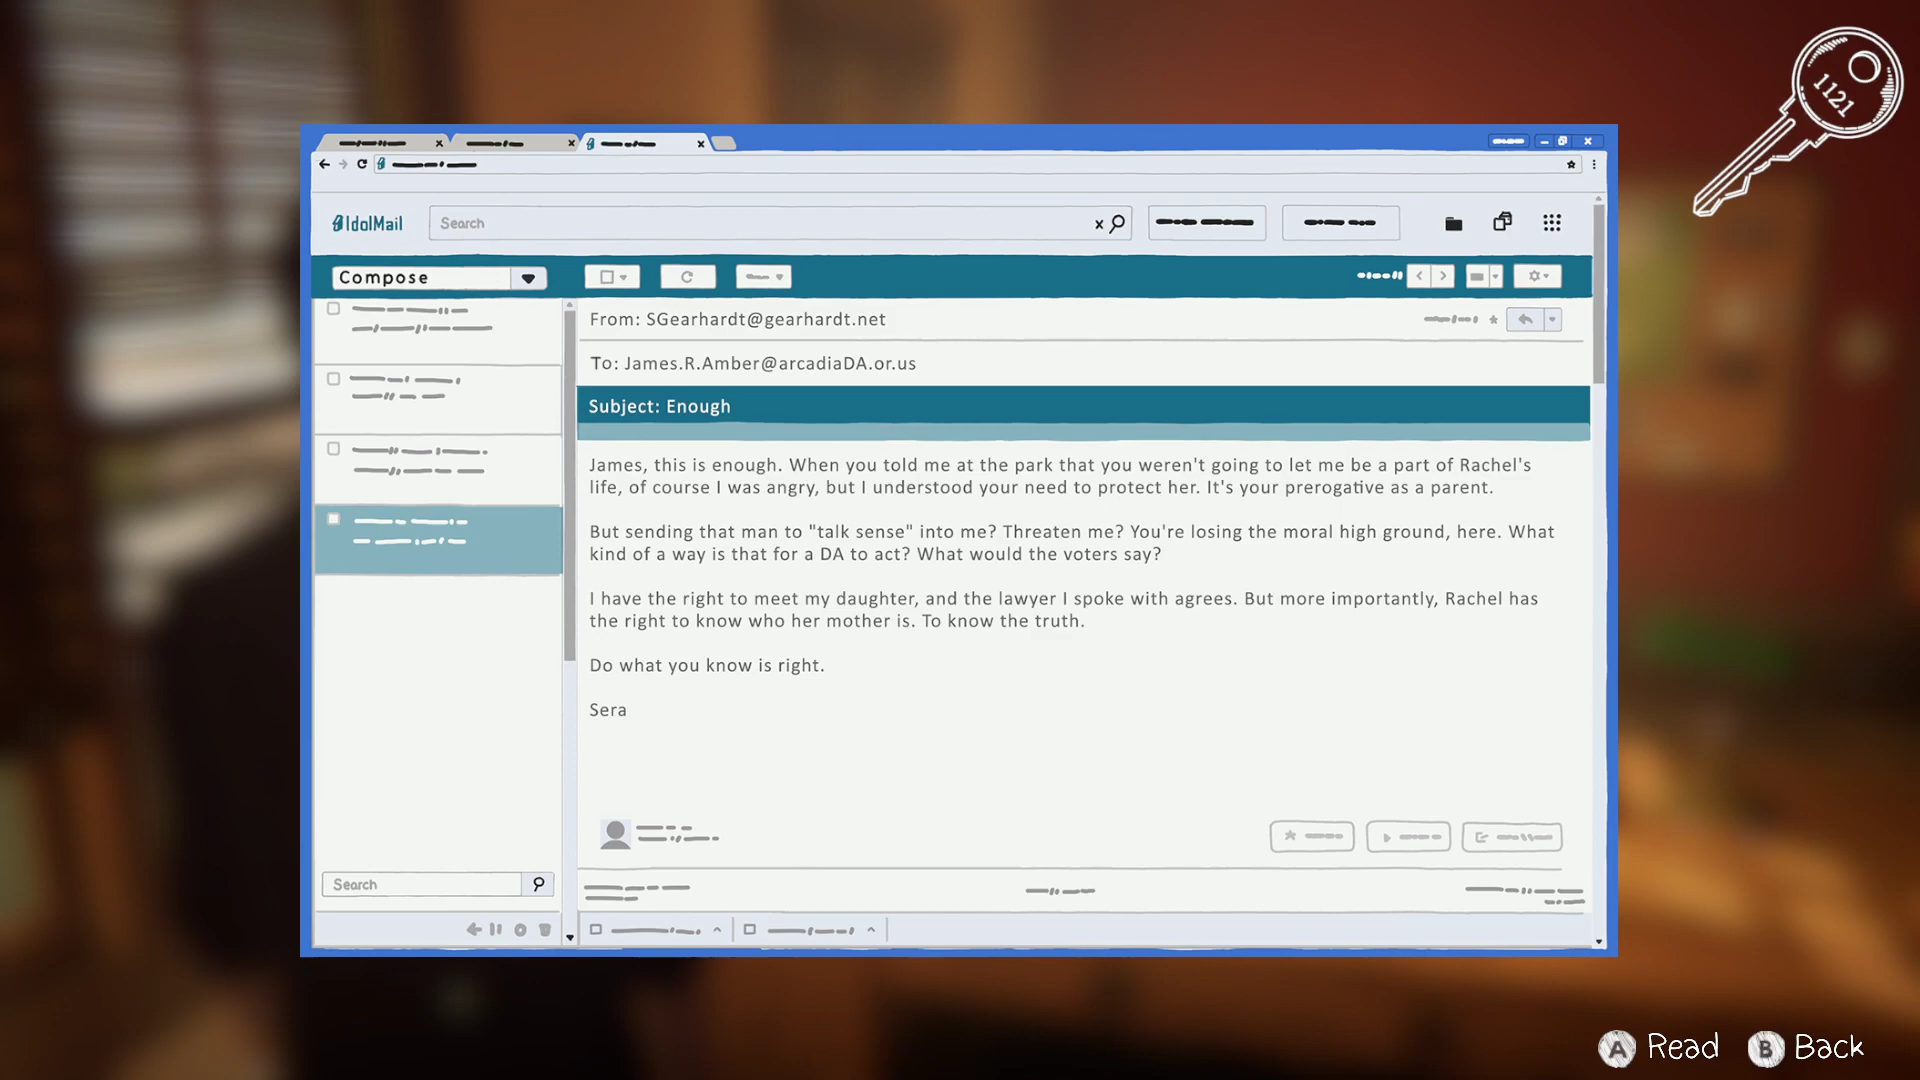 1121
IdolMail
Search
Compose
From: SGearhardt@gearhardt.net
To: James.R.Amber@arcadiaDA.or.us
Subject: Enough
James, this is enough. When you told me at the park that you weren't going to let me be a part of Rachel's
life, of course I was angry, but I understood your need to protect her. It's your prerogative as a parent.
But sending that man to "talk sense" into me? Threaten me? You're losing the moral high ground, here. What
kind of a way is that for a DA to act? What would the voters say?
I have the right to meet my daughter, and the lawyer I spoke with agrees. But more importantly, Rachel has
the right to know who her mother is. To know the truth.
Do what you know is right.
Sera
Search
A Read B Back